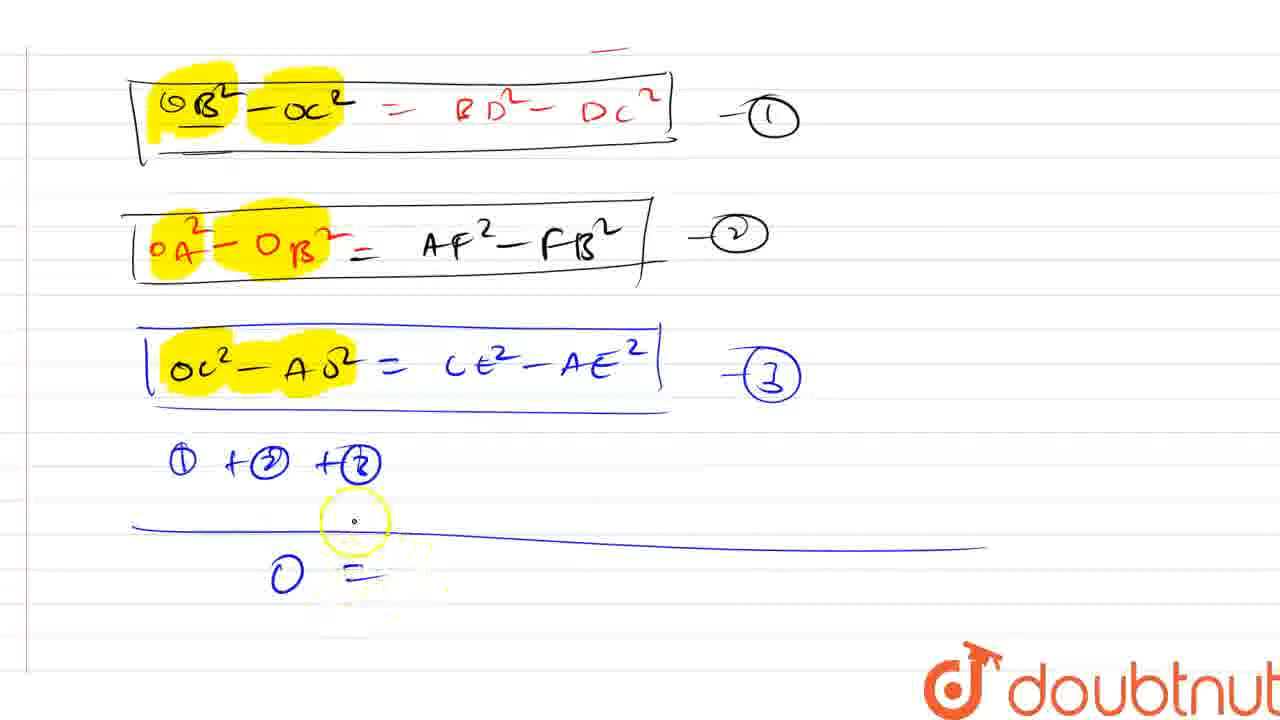 OB² - OC² = BD² - DC² - ①
OA² - OB² = AF² - FB² - ②
OC² - AO² = CE² - AE² - ③
① + ② + ③
0 =
doubtnut